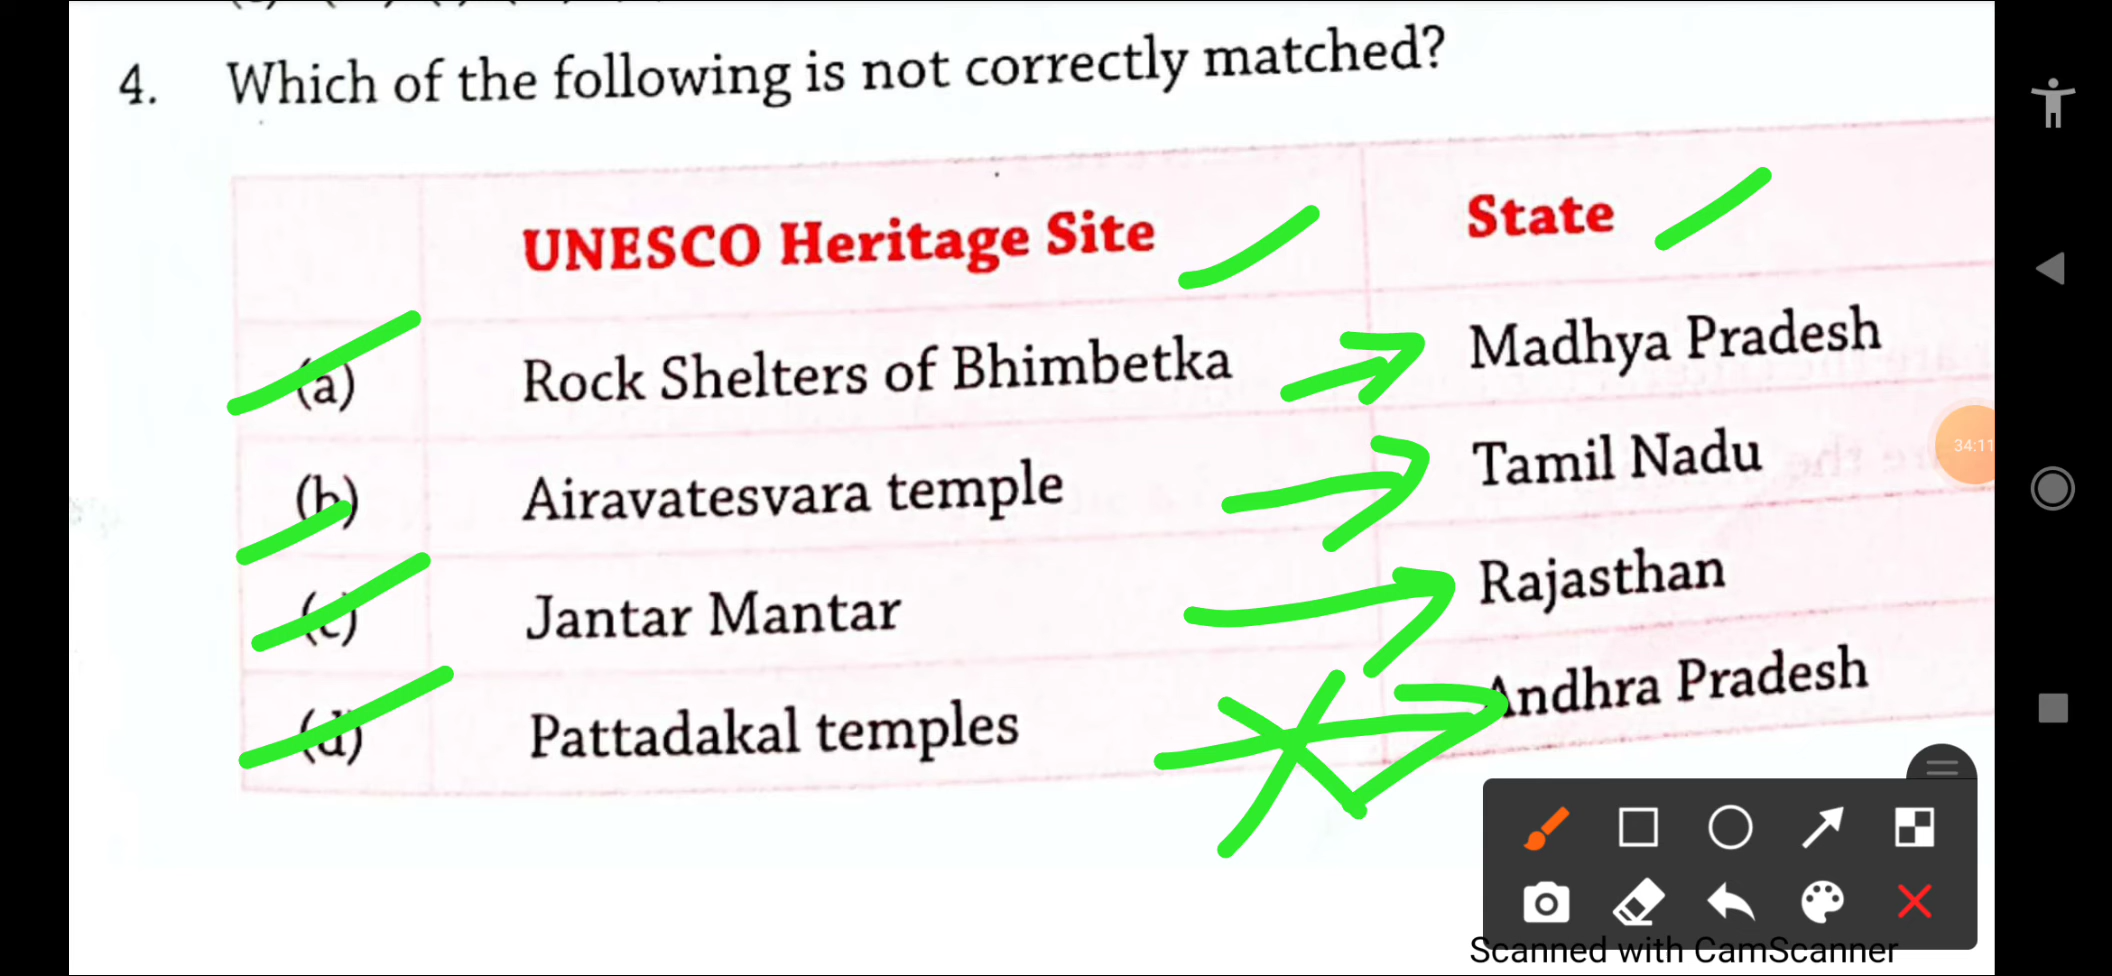 4. Which of the following is not correctly matched?
UNESCO Heritage Site State
(a) Rock Shelters of Bhimbetka Madhya Pradesh
(b) Airavatesvara temple Tamil Nadu
(c) Jantar Mantar Rajasthan
(d) Pattadakal temples Andhra Pradesh
34:11
Scanned with CamScanner